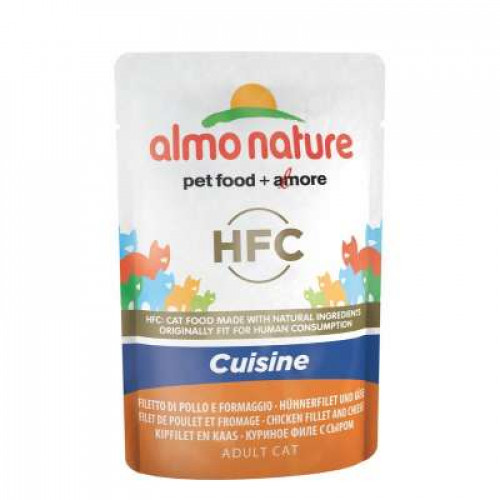 almo nature
pet food + amore
HFC
HFC: CAT FOOD MADE WITH NATURAL INGREDIENTS
ORIGINALLY FIT FOR HUMAN CONSUMPTION
Cuisine
FILETTO DI POLLO E FORMAGGIO - HÜHNERFILET UND KÄSE
FILET DE POULET ET FROMAGE - CHICKEN FILLET AND CHEESE
KIPFILET EN KAAS - КУРИНОЕ ФИЛЕ С СЫРОМ
ADULT CAT